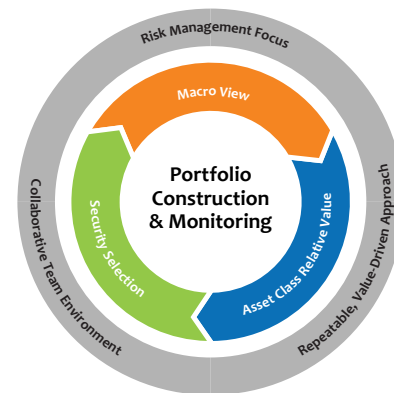 Risk Management Focus
Macro View
Portfolio
Construction
& Monitoring
Collaborative Team Environment
Security Selection
Asset Class Relative Value
Repeatable, Value-Driven Approach